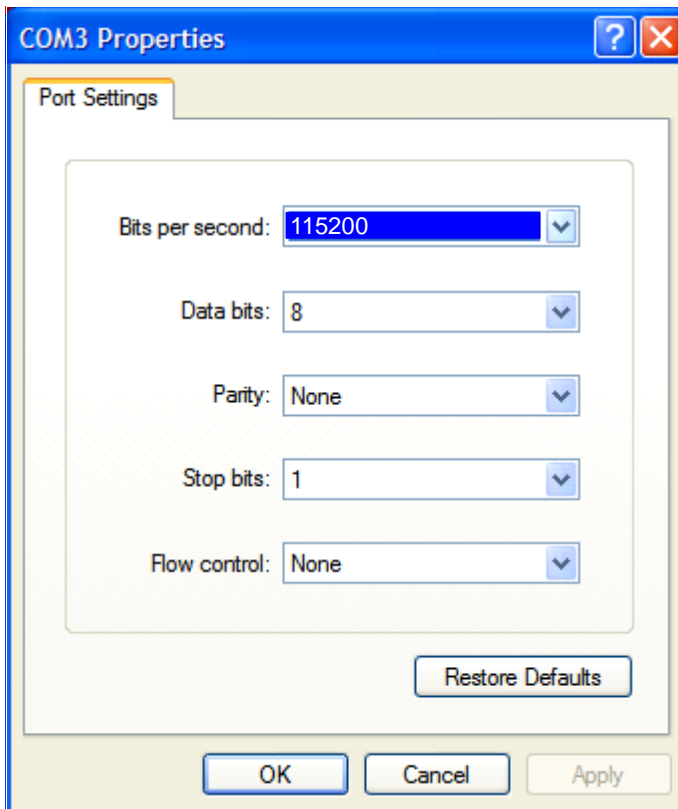 COM3 Properties
Port Settings
Bits per second: 115200
Data bits: 8
Parity: None
Stop bits: 1
Flow control: None
Restore Defaults
OK Cancel Apply